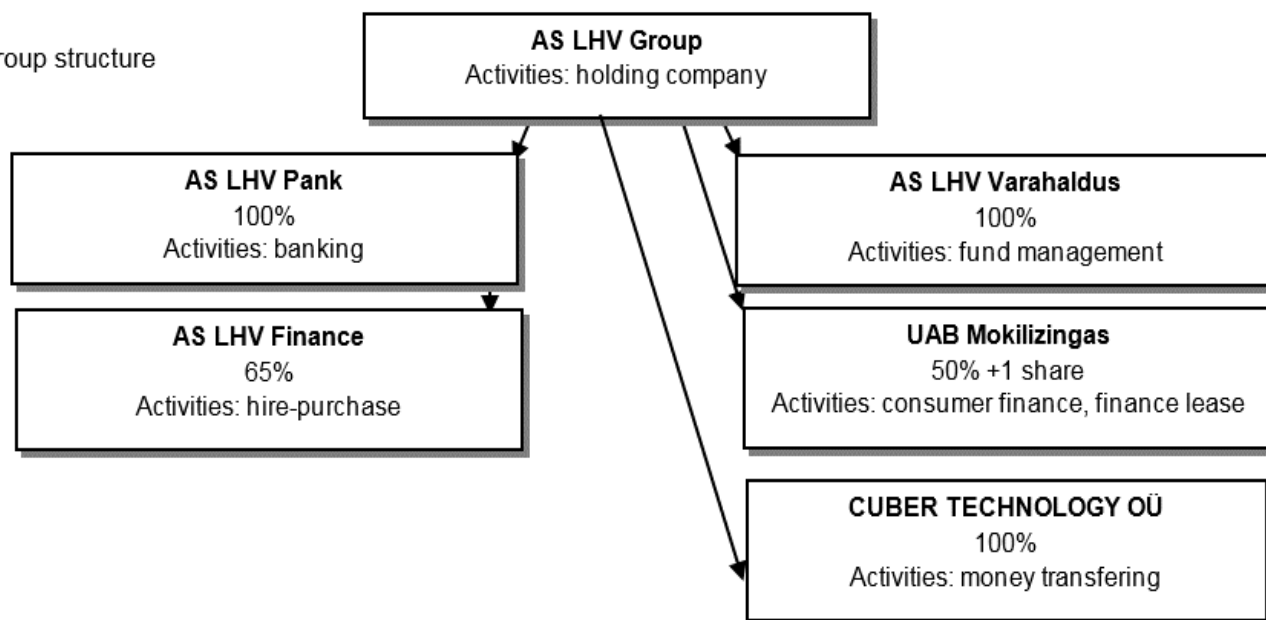 roup structure
AS LHV Group
Activities: holding company
AS LHV Pank
100%
Activities: banking
AS LHV Varahaldus
100%
Activities: fund management
AS LHV Finance
65%
Activities: hire-purchase
UAB Mokilizingas
50% +1 share
Activities: consumer finance, finance lease
CUBER TECHNOLOGY OÜ
100%
Activities: money transfering